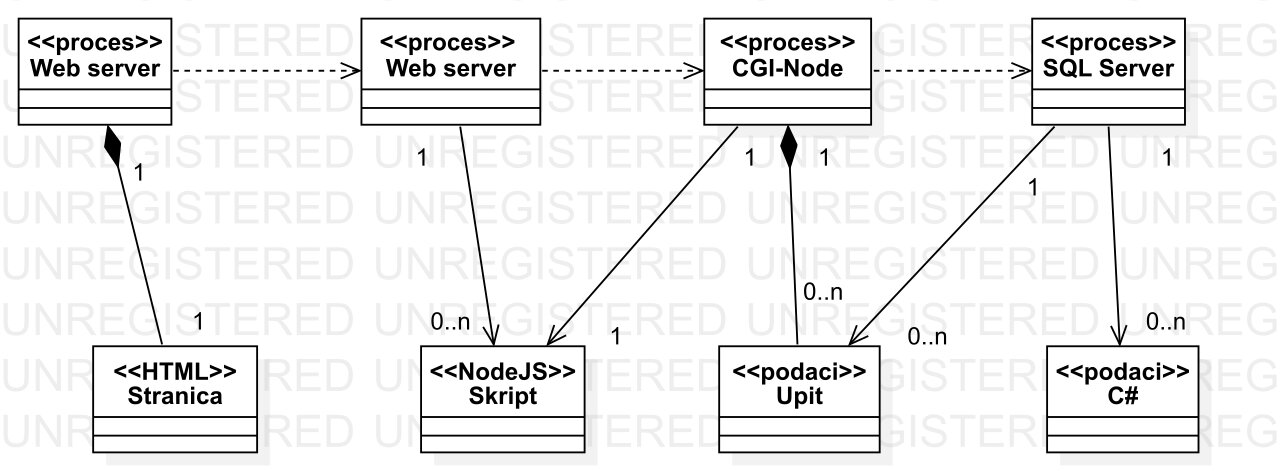 <<proces>>
Web server
<<proces>>
Web server
<<proces>>
CGI-Node
<<proces>>
SQL Server
1
1
1
1
1
1
0..n
1
0..n
1
0..n
0..n
<<HTML>>
Stranica
<<NodeJS>>
Skript
<<podaci>>
Upit
<<podaci>>
C#
UNREGISTERED